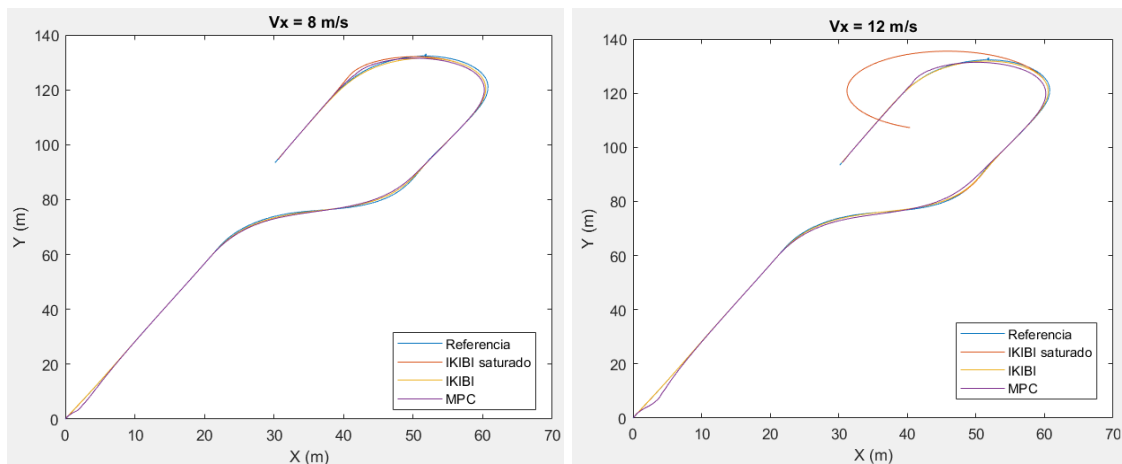 Vx = 8 m/s
140
120
100
80
60
40
20
0
Y (m)
0 10 20 30 40 50 60 70
X (m)
Referencia
IKIBI saturado
IKIBI
MPC
Vx = 12 m/s
140
120
100
80
60
40
20
0
Y (m)
0 10 20 30 40 50 60 70
X (m)
Referencia
IKIBI saturado
IKIBI
MPC